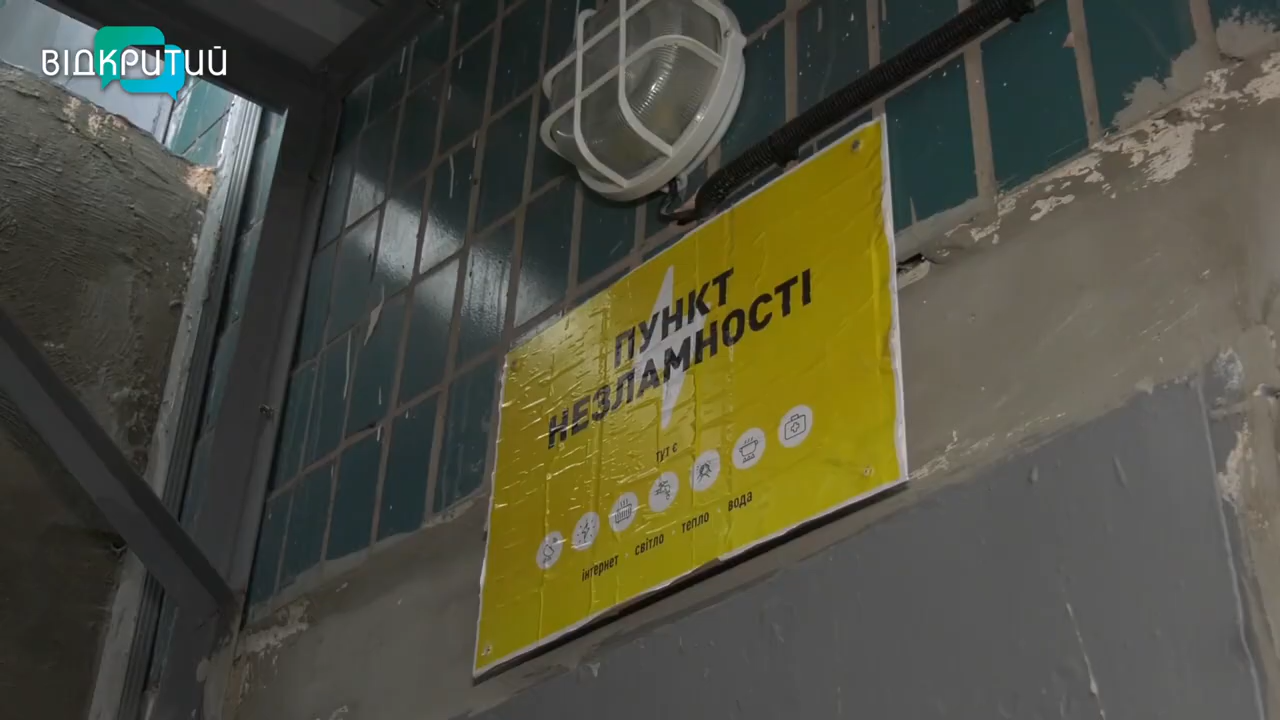 ВІДКРИТИЙ
ПУНКТ
НЕЗЛАМНОСТІ
тут є
інтернет · світло · тепло · вода